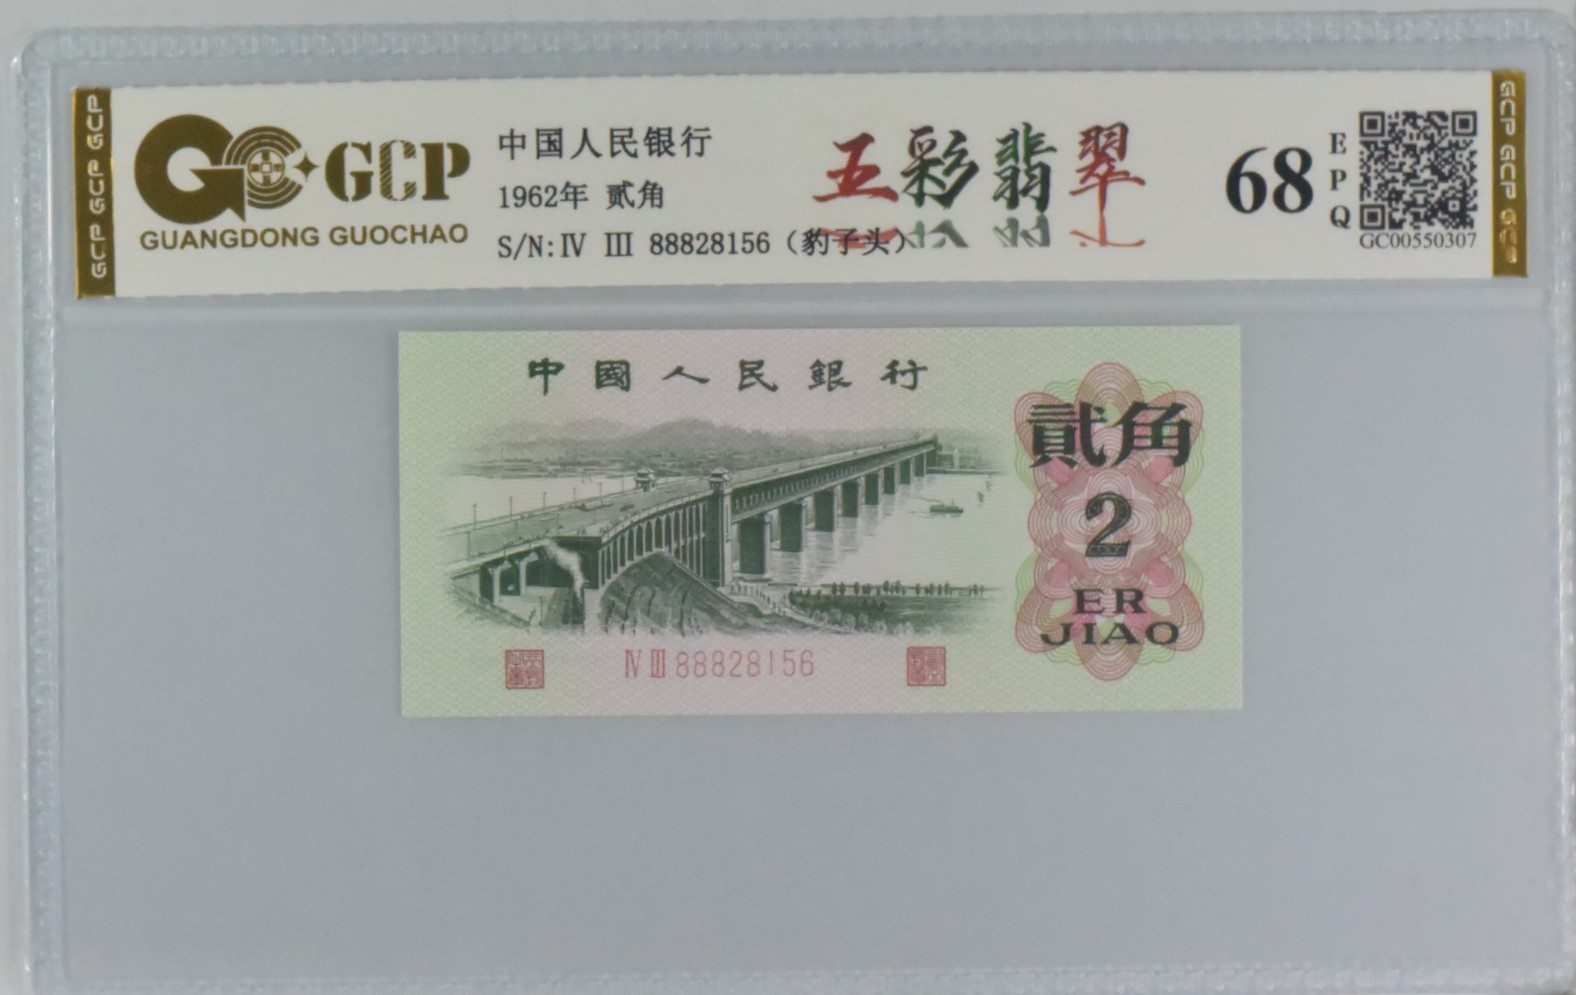 GCP GCP GCP
GCP
GUANGDONG GUOCHAO
中国人民银行
1962年 贰角
S/N:Ⅳ Ⅲ 88828156（豹子头）
五彩翡翠
68
EPQ
GC00550307
GCP GCP GCP
中國人民銀行
貳角
2
ER
JIAO
Ⅳ Ⅲ 88828156